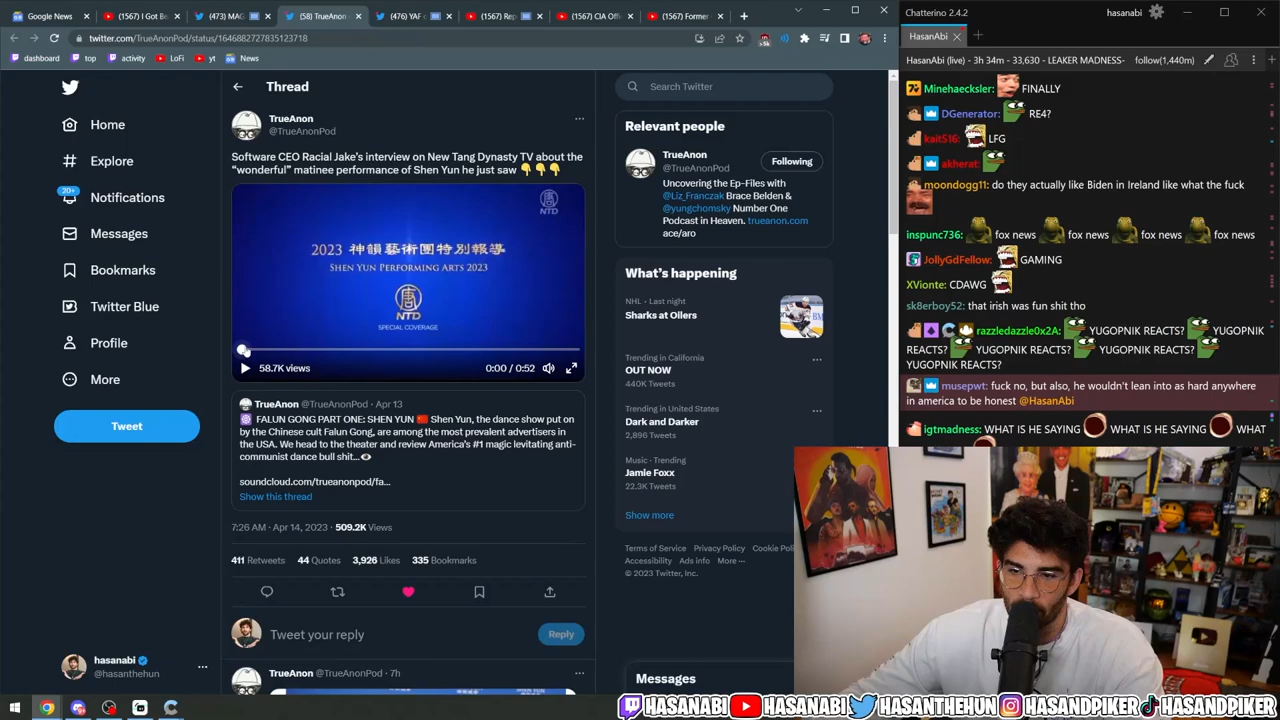 Google News
(1567) I Got Be
(473) MAG
(58) TrueAnon
(476) YAF o
(1567) Rep
(1567) CIA Offic
(1567) Former
twitter.com/TrueAnonPod/status/1646882727835123718
dashboard
top
activity
LoFi
yt
News
Home
Explore
20+
Notifications
Messages
Bookmarks
Twitter Blue
Profile
More
Tweet
hasanabi
@hasanthehun
Thread
TrueAnon
@TrueAnonPod
Software CEO Racial Jake's interview on New Tang Dynasty TV about the
"wonderful" matinee performance of Shen Yun he just saw 👇👇👇
NTD
2023 神韻藝術團特別報導
SHEN YUN PERFORMING ARTS 2023
唐
NTD
SPECIAL COVERAGE
58.7K views
0:00 / 0:52
TrueAnon @TrueAnonPod · Apr 13
☸️ FALUN GONG PART ONE: SHEN YUN 🇨🇳 Shen Yun, the dance show put on
by the Chinese cult Falun Gong, are among the most prevalent advertisers in
the USA. We head to the theater and review America's #1 magic levitating anti-
communist dance bull shit...👁
soundcloud.com/trueanonpod/fa...
Show this thread
7:26 AM · Apr 14, 2023 · 509.2K Views
411 Retweets 44 Quotes 3,926 Likes 335 Bookmarks
Tweet your reply
Reply
TrueAnon @TrueAnonPod · 7h
Search Twitter
Relevant people
TrueAnon
@TrueAnonPod
Following
Uncovering the Ep-Files with
@Liz_Franczak Brace Belden &
@yungchomsky Number One
Podcast in Heaven. trueanon.com
ace/aro
What's happening
NHL · Last night
Sharks at Oilers
Trending in California
OUT NOW
440K Tweets
Trending in United States
Dark and Darker
2,896 Tweets
Music · Trending
Jamie Foxx
22.3K Tweets
Show more
Terms of Service Privacy Policy Cookie Poli
Accessibility Ads info More ···
© 2023 Twitter, Inc.
Messages
Chatterino 2.4.2
hasanabi
HasanAbi
HasanAbi (live) - 3h 34m - 33,630 - LEAKER MADNESS-
follow(1,440m)
Minehaecksler: FINALLY
DGenerator: RE4?
kait516: LFG
akherat:
moondogg11: do they actually like Biden in Ireland like what the fuck
inspunc736: fox news fox news fox news fox news
JollyGdFellow: GAMING
XVionte: CDAWG
sk8erboy52: that irish was fun shit tho
razzledazzle0x2A: YUGOPNIK REACTS? YUGOPNIK
REACTS? YUGOPNIK REACTS? YUGOPNIK REACTS?
YUGOPNIK REACTS?
musepwt: fuck no, but also, he wouldn't lean into as hard anywhere
in america to be honest @HasanAbi
igtmadness: WHAT IS HE SAYING WHAT IS HE SAYING WHAT
HASANABI HASANABI HASANTHEHUN HASANDPIKER HASANDPIKER